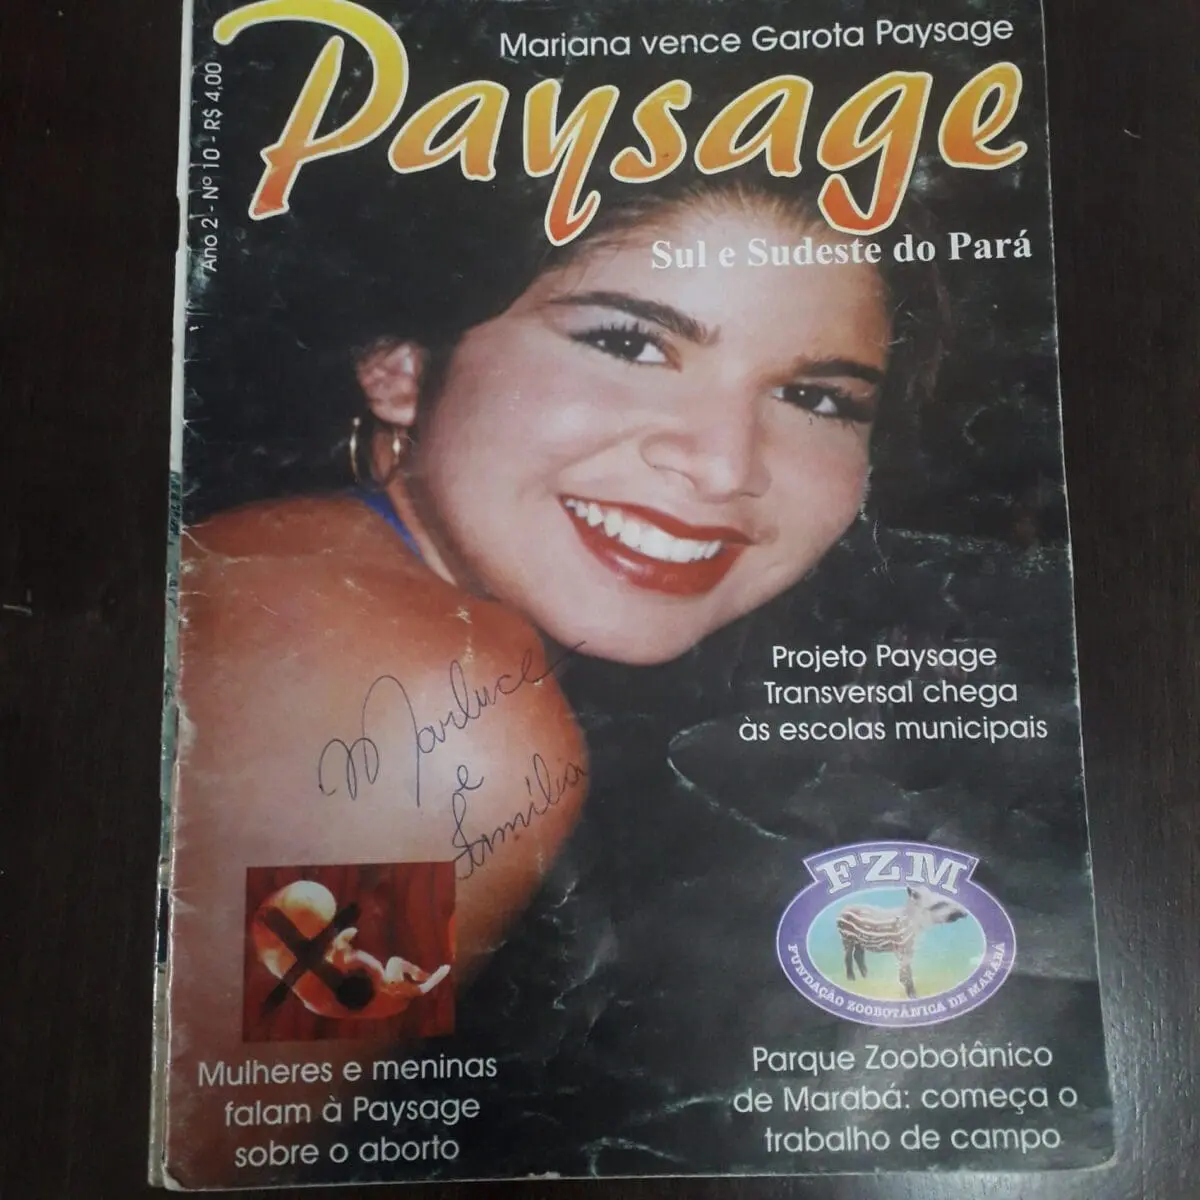 Mariana vence Garota Paysage
Paysage
Ano 2 - Nº 10 - R$ 4,00
Sul e Sudeste do Pará
Projeto Paysage
Transversal chega
às escolas municipais
Marluce
e
família
FZM
FUNDAÇÃO ZOOBOTÂNICA DE MARABÁ
Mulheres e meninas
falam à Paysage
sobre o aborto
Parque Zoobotânico
de Marabá: começa o
trabalho de campo